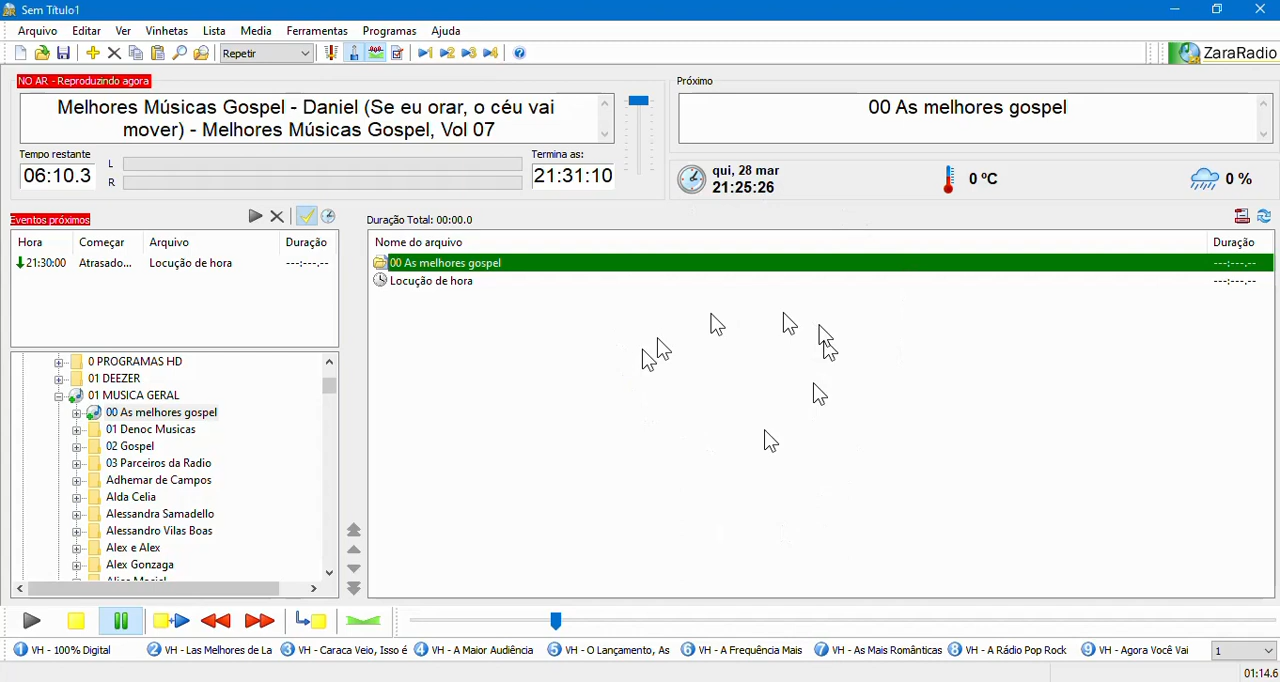 Sem Título1
Arquivo Editar Ver Vinhetas Lista Media Ferramentas Programas Ajuda
Repetir 1 2 3 4 ZaraRadio
NO AR - Reproduzindo agora
Melhores Músicas Gospel - Daniel (Se eu orar, o céu vai
mover) - Melhores Músicas Gospel, Vol 07
Tempo restante
06:10.3
L
R
Termina as:
21:31:10
Próximo
00 As melhores gospel
qui, 28 mar
21:25:26
0 ºC
0 %
Eventos próximos
Hora Começar Arquivo Duração
21:30:00 Atrasado... Locução de hora ---:---.--
Duração Total: 00:00.0
Nome do arquivo Duração
00 As melhores gospel ---:---.--
Locução de hora ---:---.--
0 PROGRAMAS HD
01 DEEZER
01 MUSICA GERAL
00 As melhores gospel
01 Denoc Musicas
02 Gospel
03 Parceiros da Radio
Adhemar de Campos
Alda Celia
Alessandra Samadello
Alessandro Vilas Boas
Alex e Alex
Alex Gonzaga
1 VH - 100% Digital 2 VH - Las Melhores de La 3 VH - Caraca Veio, Isso é 4 VH - A Maior Audiência 5 VH - O Lançamento, As 6 VH - A Frequência Mais 7 VH - As Mais Românticas 8 VH - A Rádio Pop Rock 9 VH - Agora Você Vai 1
01:14.6